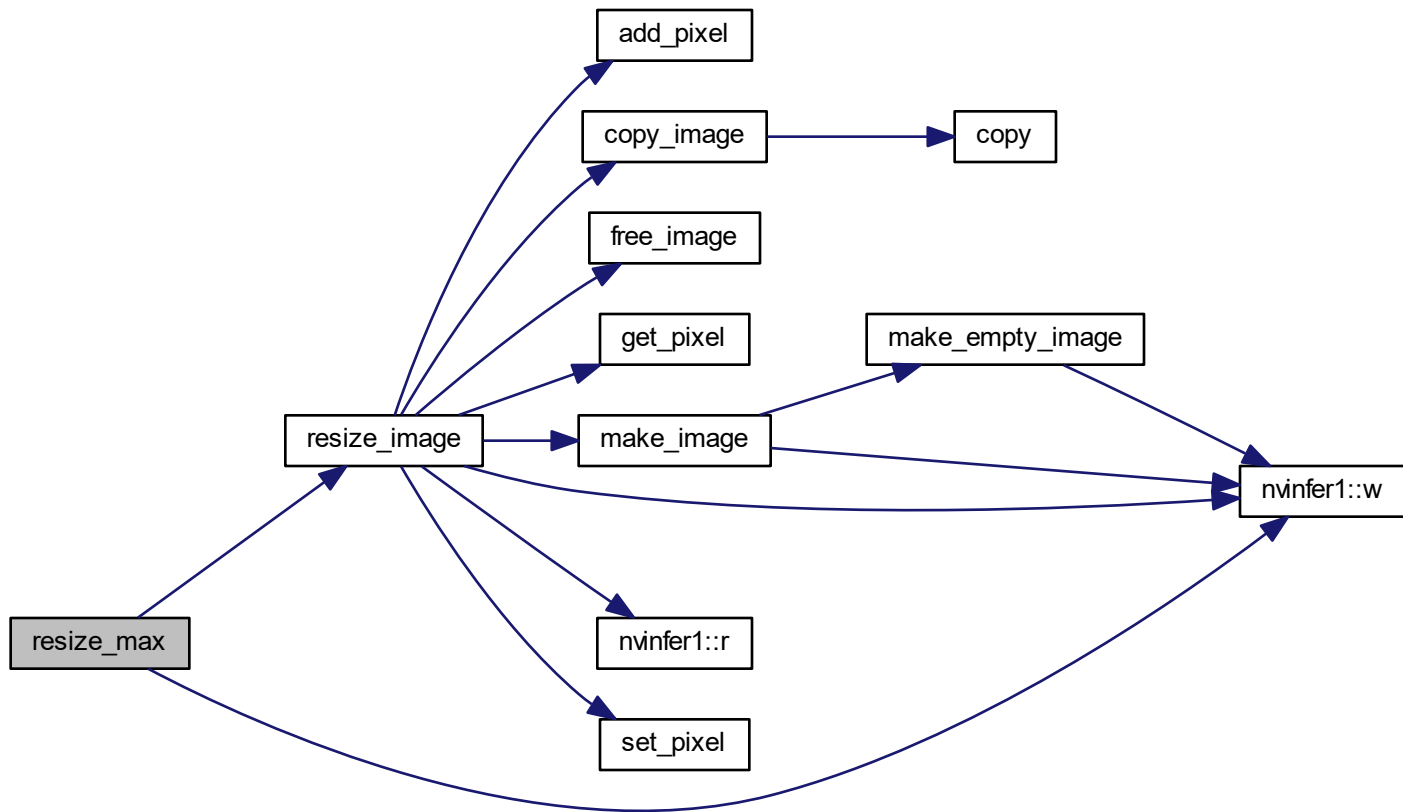 add_pixel
copy_image
copy
free_image
get_pixel
make_empty_image
resize_image
make_image
nvinfer1::w
resize_max
nvinfer1::r
set_pixel